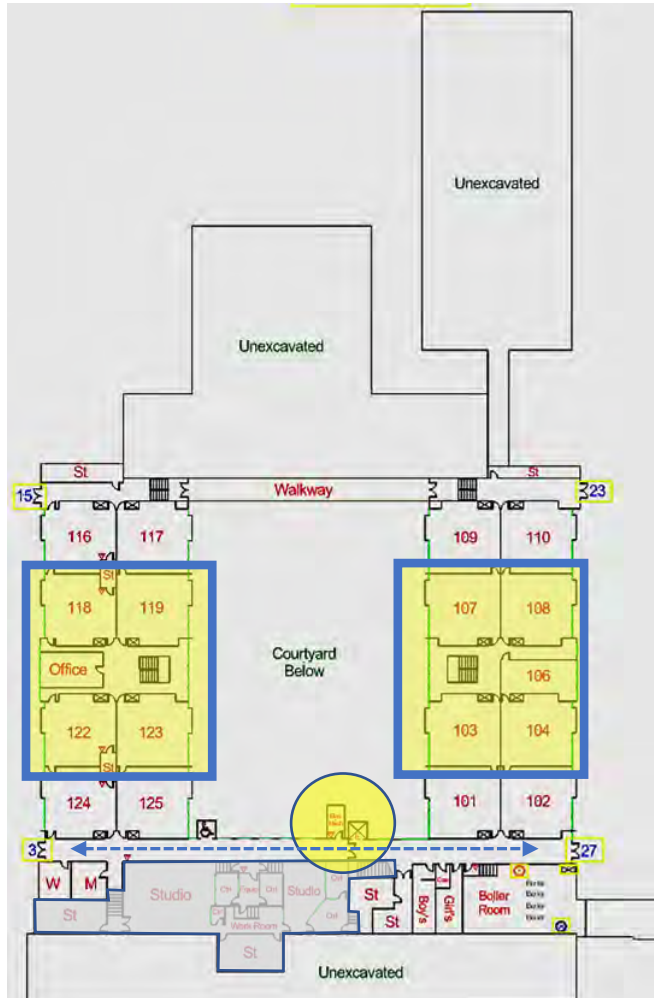 Unexcavated
Unexcavated
St
St
15
Walkway
23
116
117
109
110
St
118
119
107
108
Office
Courtyard
Below
106
122
123
103
104
St
124
125
101
102
3
27
W
M
Studio
Studio
St
St
St
Work Room
St
Boy's
Girl's
Boiler
Room
Unexcavated